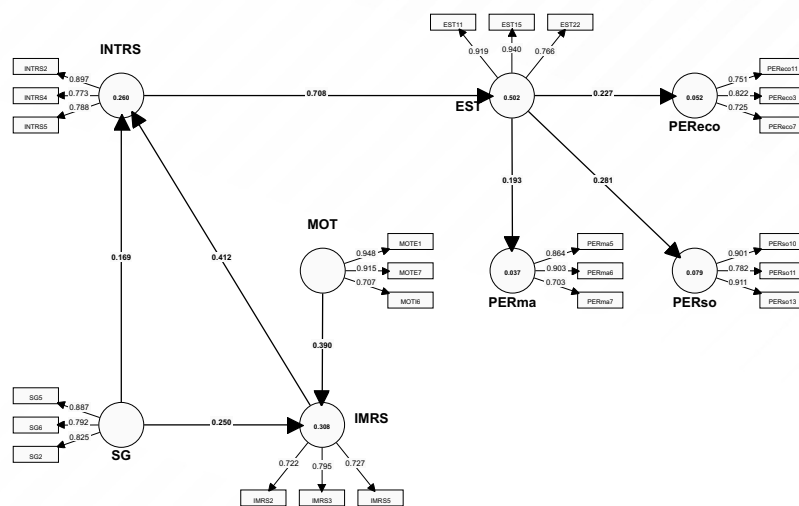 EST11 EST15 EST22
INTRS
0.919 0.940 0.766
INTRS2 0.897
PEReco11
0.751
INTRS4 0.773 0.260 0.708 0.502 0.227 0.052 0.822 PEReco3
0.788 EST 0.725
INTRS5
PEReco7
PEReco
0.193 0.281
MOT
0.169 0.412
0.948 MOTE1
0.864 PERma5
0.901 PERso10
0.915 MOTE7
0.037 0.903 PERma6
0.079 0.782 PERso11
0.707 MOTI6
0.703 PERma7
0.911 PERso13
PERma PERso
0.390
SG5 0.887
IMRS
SG6 0.792 0.250 0.308
0.825
SG2 SG
0.722 0.795 0.727
IMRS2 IMRS3 IMRS5